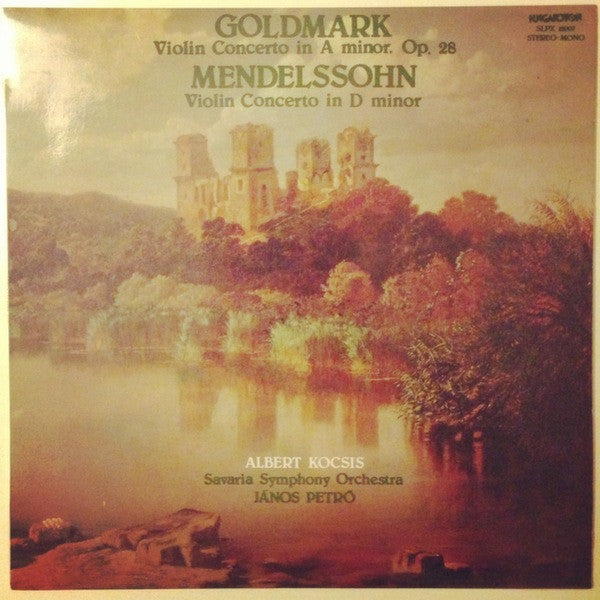 GOLDMARK
Violin Concerto in A minor, Op. 28
MENDELSSOHN
Violin Concerto in D minor
HUNGAROTON
SLPX
STEREO-MONO
ALBERT KOCSIS
Savaria Symphony Orchestra
JÁNOS PETRÓ